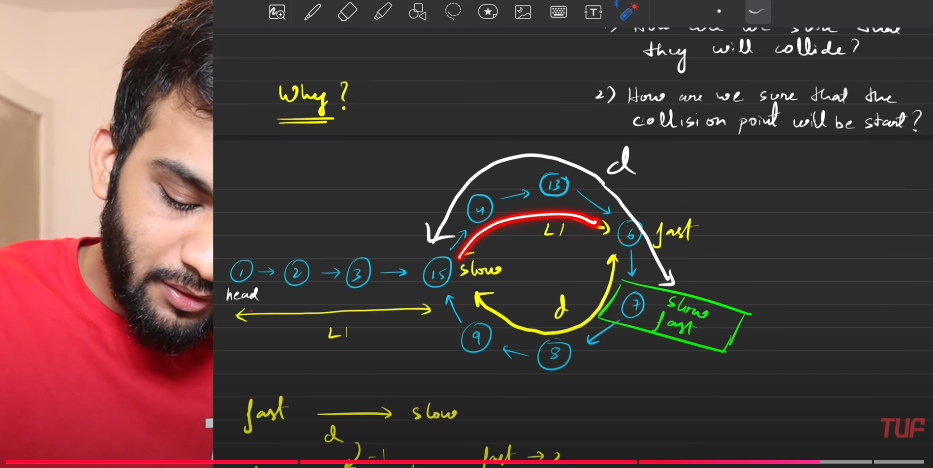 they will collide?
Why?
2) How are we sure that the
collision point will be start?
d
4
13
L1
6
fast
1
2
3
15
slow
head
L1
d
7
slow
fast
9
8
fast
slow
d
TUF